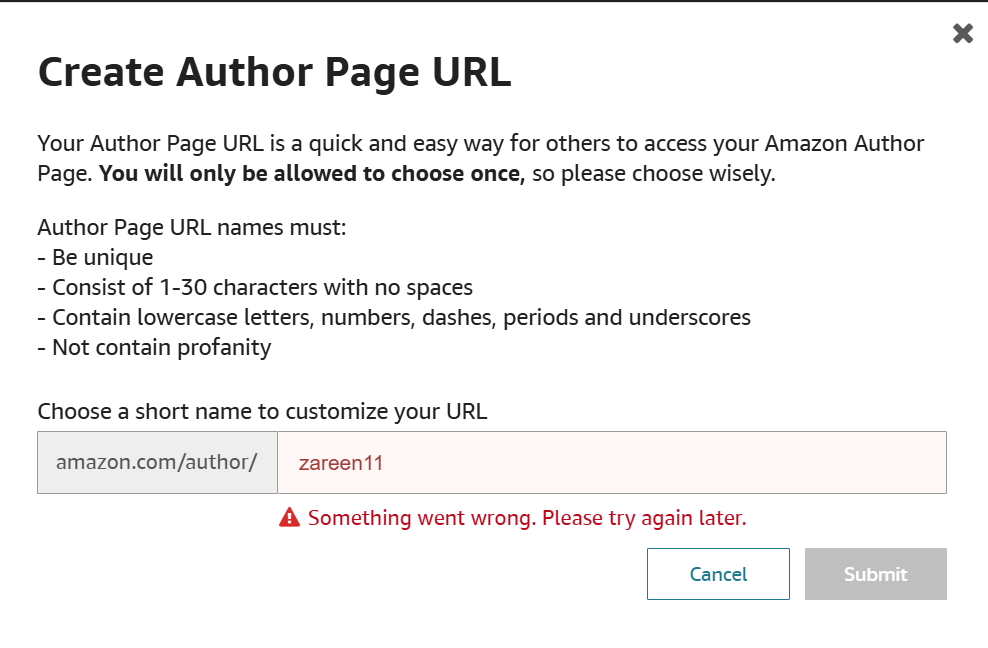 Create Author Page URL
Your Author Page URL is a quick and easy way for others to access your Amazon Author
Page. You will only be allowed to choose once, so please choose wisely.
Author Page URL names must:
- Be unique
- Consist of 1-30 characters with no spaces
- Contain lowercase letters, numbers, dashes, periods and underscores
- Not contain profanity
Choose a short name to customize your URL
amazon.com/author/ zareen11
Something went wrong. Please try again later.
Cancel Submit